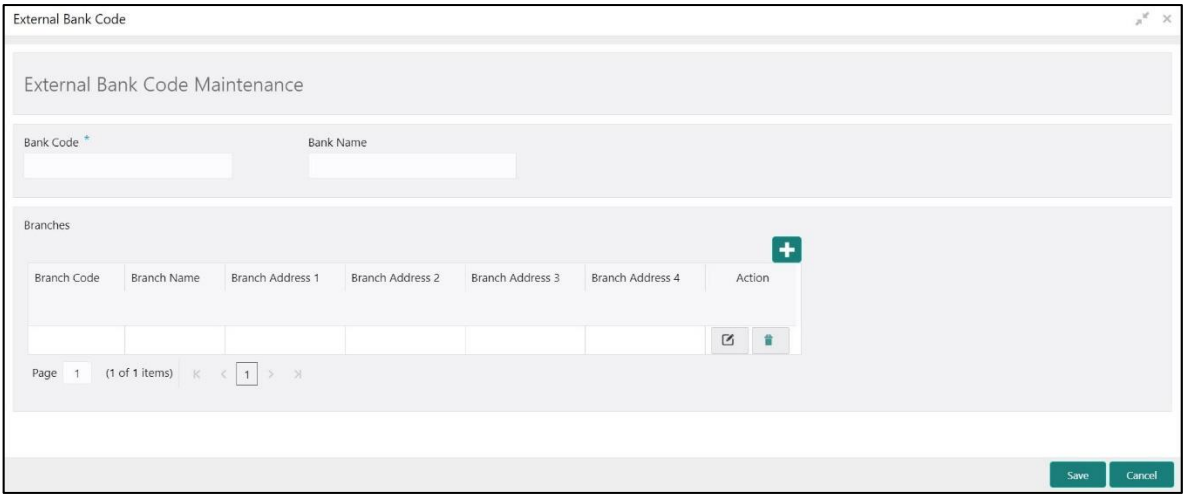 External Bank Code
External Bank Code Maintenance
Bank Code * Bank Name
Branches
Branch Code Branch Name Branch Address 1 Branch Address 2 Branch Address 3 Branch Address 4 Action
Page 1 (1 of 1 items) 1
Save Cancel